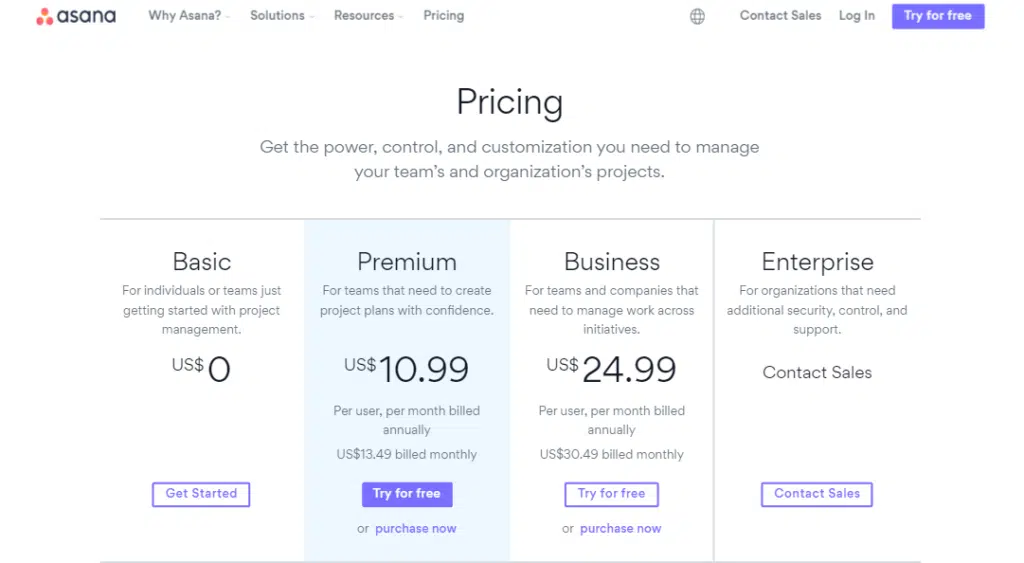 asana Why Asana? Solutions Resources Pricing Contact Sales Log In Try for free
Pricing
Get the power, control, and customization you need to manage
your team's and organization's projects.
Basic
For individuals or teams just
getting started with project
management.
US$ 0
Get Started
Premium
For teams that need to create
project plans with confidence.
US$ 10.99
Per user, per month billed
annually
US$13.49 billed monthly
Try for free
or purchase now
Business
For teams and companies that
need to manage work across
initiatives.
US$ 24.99
Per user, per month billed
annually
US$30.49 billed monthly
Try for free
or purchase now
Enterprise
For organizations that need
additional security, control, and
support.
Contact Sales
Contact Sales